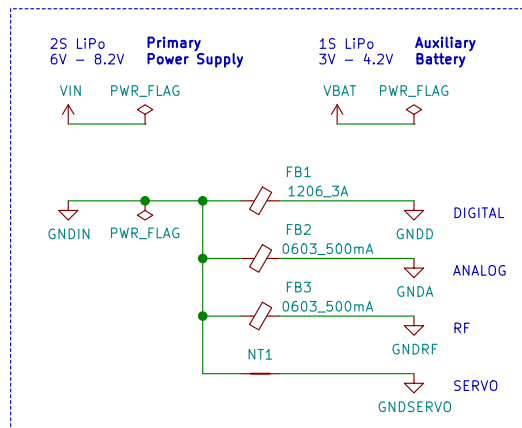 2S LiPo Primary
6V – 8.2V Power Supply
1S LiPo Auxiliary
3V – 4.2V Battery
VIN PWR_FLAG
VBAT PWR_FLAG
FB1
1206_3A
GNDIN PWR_FLAG
GNDD
DIGITAL
FB2
0603_500mA
GNDA
ANALOG
FB3
0603_500mA
GNDRF
RF
NT1
GNDSERVO
SERVO